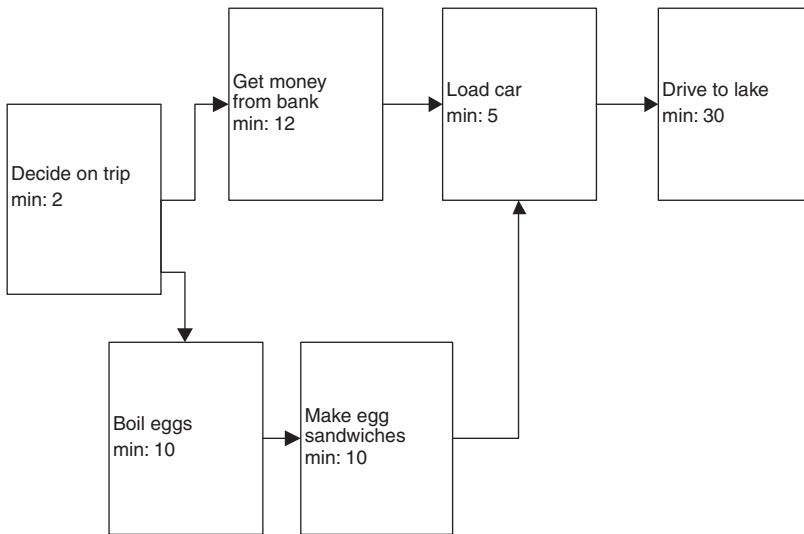 Get money
from bank
min: 12
Load car
min: 5
Drive to lake
min: 30
Decide on trip
min: 2
Boil eggs
min: 10
Make egg
sandwiches
min: 10